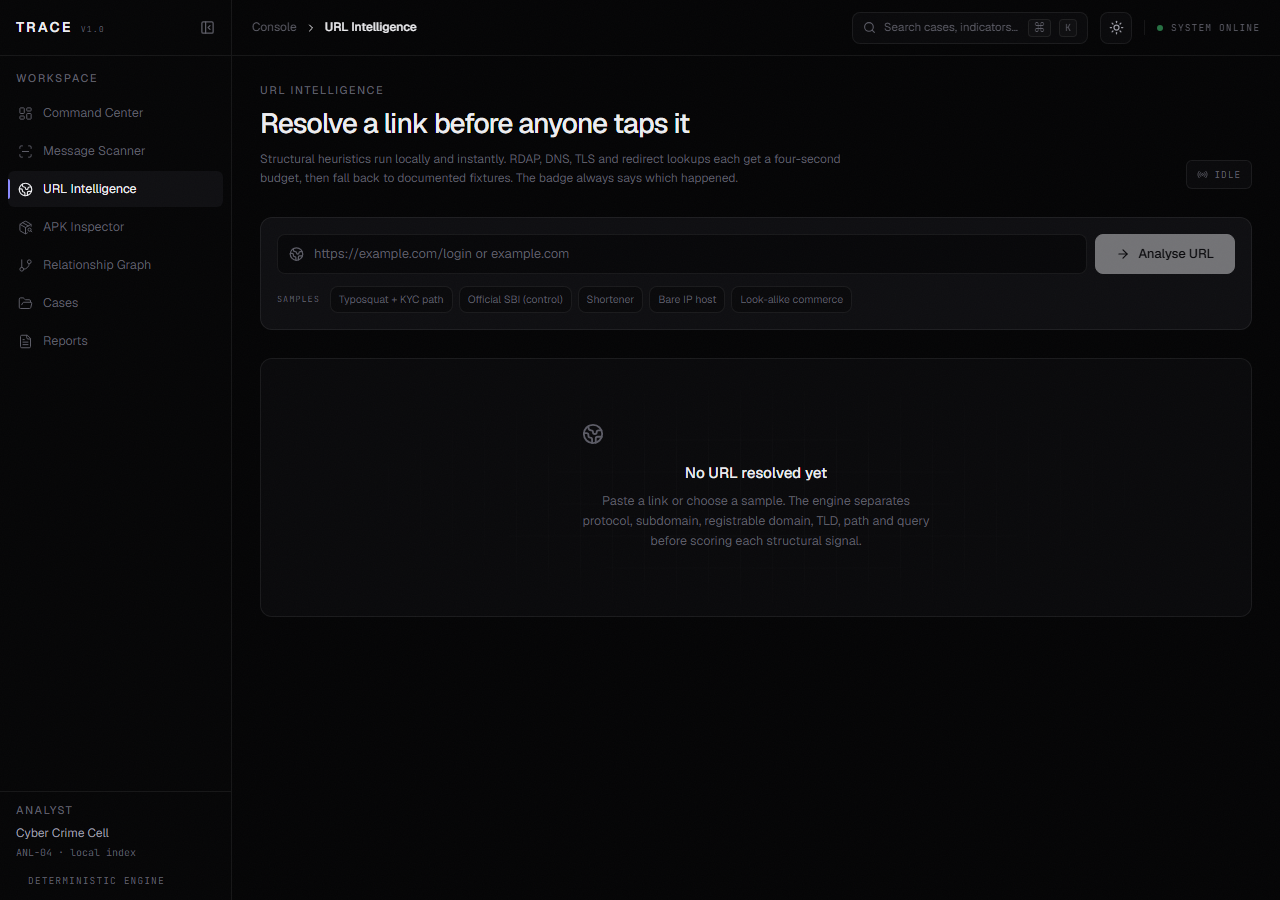 TRACE V1.0
Console > URL Intelligence
Search cases, indicators... ⌘ K
SYSTEM ONLINE
WORKSPACE
Command Center
Message Scanner
URL Intelligence
APK Inspector
Relationship Graph
Cases
Reports
URL INTELLIGENCE
Resolve a link before anyone taps it
Structural heuristics run locally and instantly. RDAP, DNS, TLS and redirect lookups each get a four-second
budget, then fall back to documented fixtures. The badge always says which happened.
IDLE
https://example.com/login or example.com
Analyse URL
SAMPLES Typosquat + KYC path Official SBI (control) Shortener Bare IP host Look-alike commerce
No URL resolved yet
Paste a link or choose a sample. The engine separates
protocol, subdomain, registrable domain, TLD, path and query
before scoring each structural signal.
ANALYST
Cyber Crime Cell
ANL-04 · local index
DETERMINISTIC ENGINE